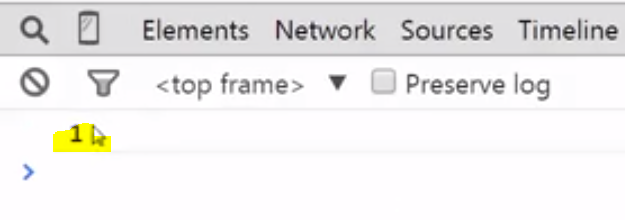 Elements Network Sources Timeline
<top frame> ▼ Preserve log
1
>